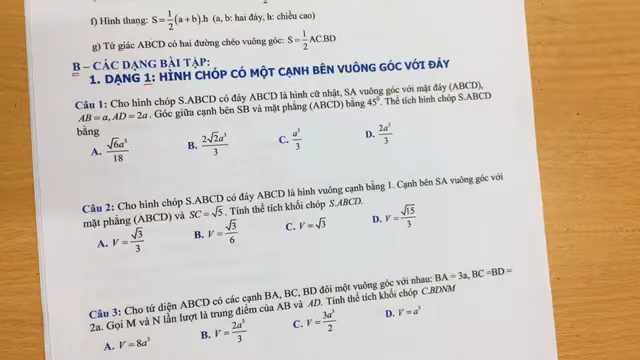 f) Hình thang: S = 1/2 (a + b).h (a, b: hai đáy, h: chiều cao)
g) Tứ giác ABCD có hai đường chéo vuông góc: S = 1/2 AC.BD
B – CÁC DẠNG BÀI TẬP:
1. DẠNG 1: HÌNH CHÓP CÓ MỘT CẠNH BÊN VUÔNG GÓC VỚI ĐÁY
Câu 1: Cho hình chóp S.ABCD có đáy ABCD là hình cữ nhật, SA vuông với mặt đáy (ABCD),
AB = a, AD = 2a. Góc giữa cạnh bên SB và mặt phẳng (ABCD) bằng 45⁰. Thể tích hình chóp S.ABCD
bằng
A. √6a³/18 B. 2√2a³/3 C. a³/3 D. 2a³/3
Câu 2: Cho hình chóp S.ABCD có đáy ABCD là hình vuông cạnh bằng 1. Cạnh bên SA vuông góc với
mặt phẳng (ABCD) và SC = √5. Tính thể tích khối chóp S.ABCD.
A. V = √3/3 B. V = √3/6 C. V = √3 D. V = √15/3
Câu 3: Cho tứ diện ABCD có các cạnh BA, BC, BD đôi một vuông góc với nhau: BA = 3a, BC =BD =
2a. Gọi M và N lần lượt là trung điểm của AB và AD. Tính thể tích khối chóp C.BDNM
A. V = 8a³ B. V = 2a³/3 C. V = 3a³/2 D. V = a³